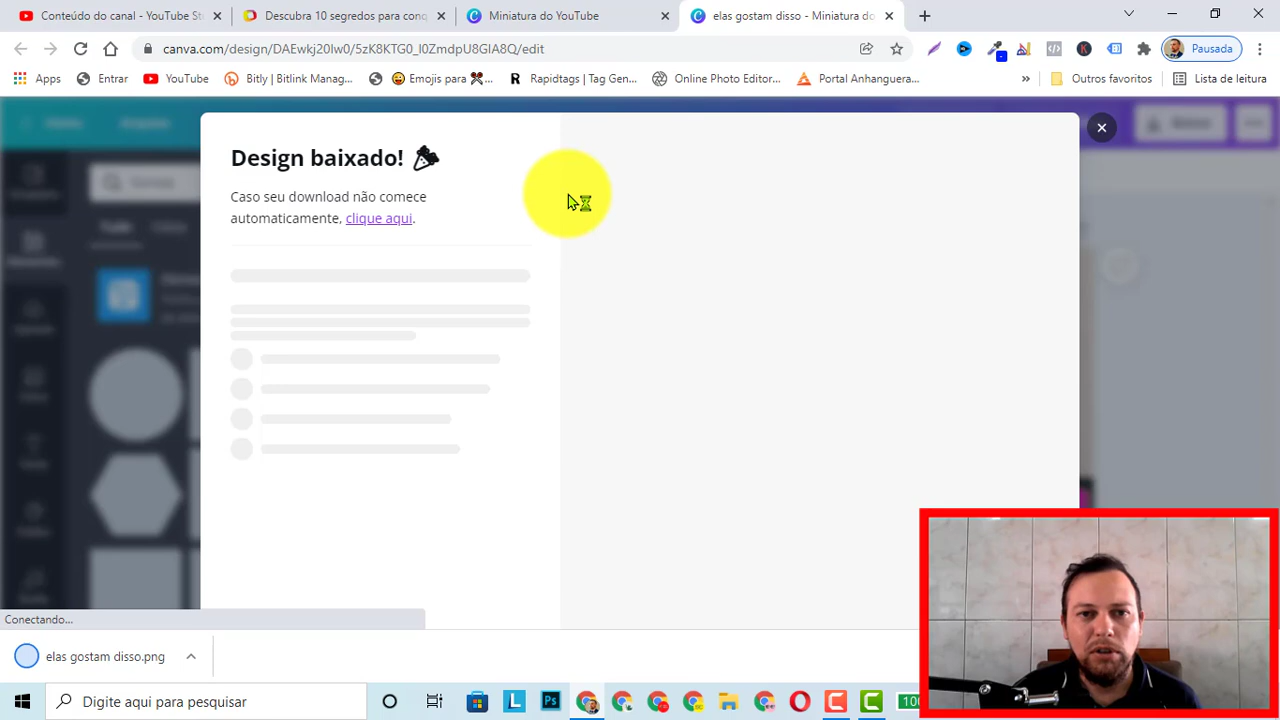 Conteúdo do canal - YouTube St
Descubra 10 segredos para conq
Miniatura do YouTube
elas gostam disso - Miniatura do
canva.com/design/DAEwkj20Iw0/5zK8KTG0_I0ZmdpU8GIA8Q/edit
Pausada
Apps
Entrar
YouTube
Bitly | Bitlink Manag...
Emojis para
Rapidtags | Tag Gen...
Online Photo Editor...
Portal Anhanguera...
»
Outros favoritos
Lista de leitura
Design baixado!
Caso seu download não comece
automaticamente, clique aqui.
Conectando...
elas gostam disso.png
Digite aqui para pesquisar